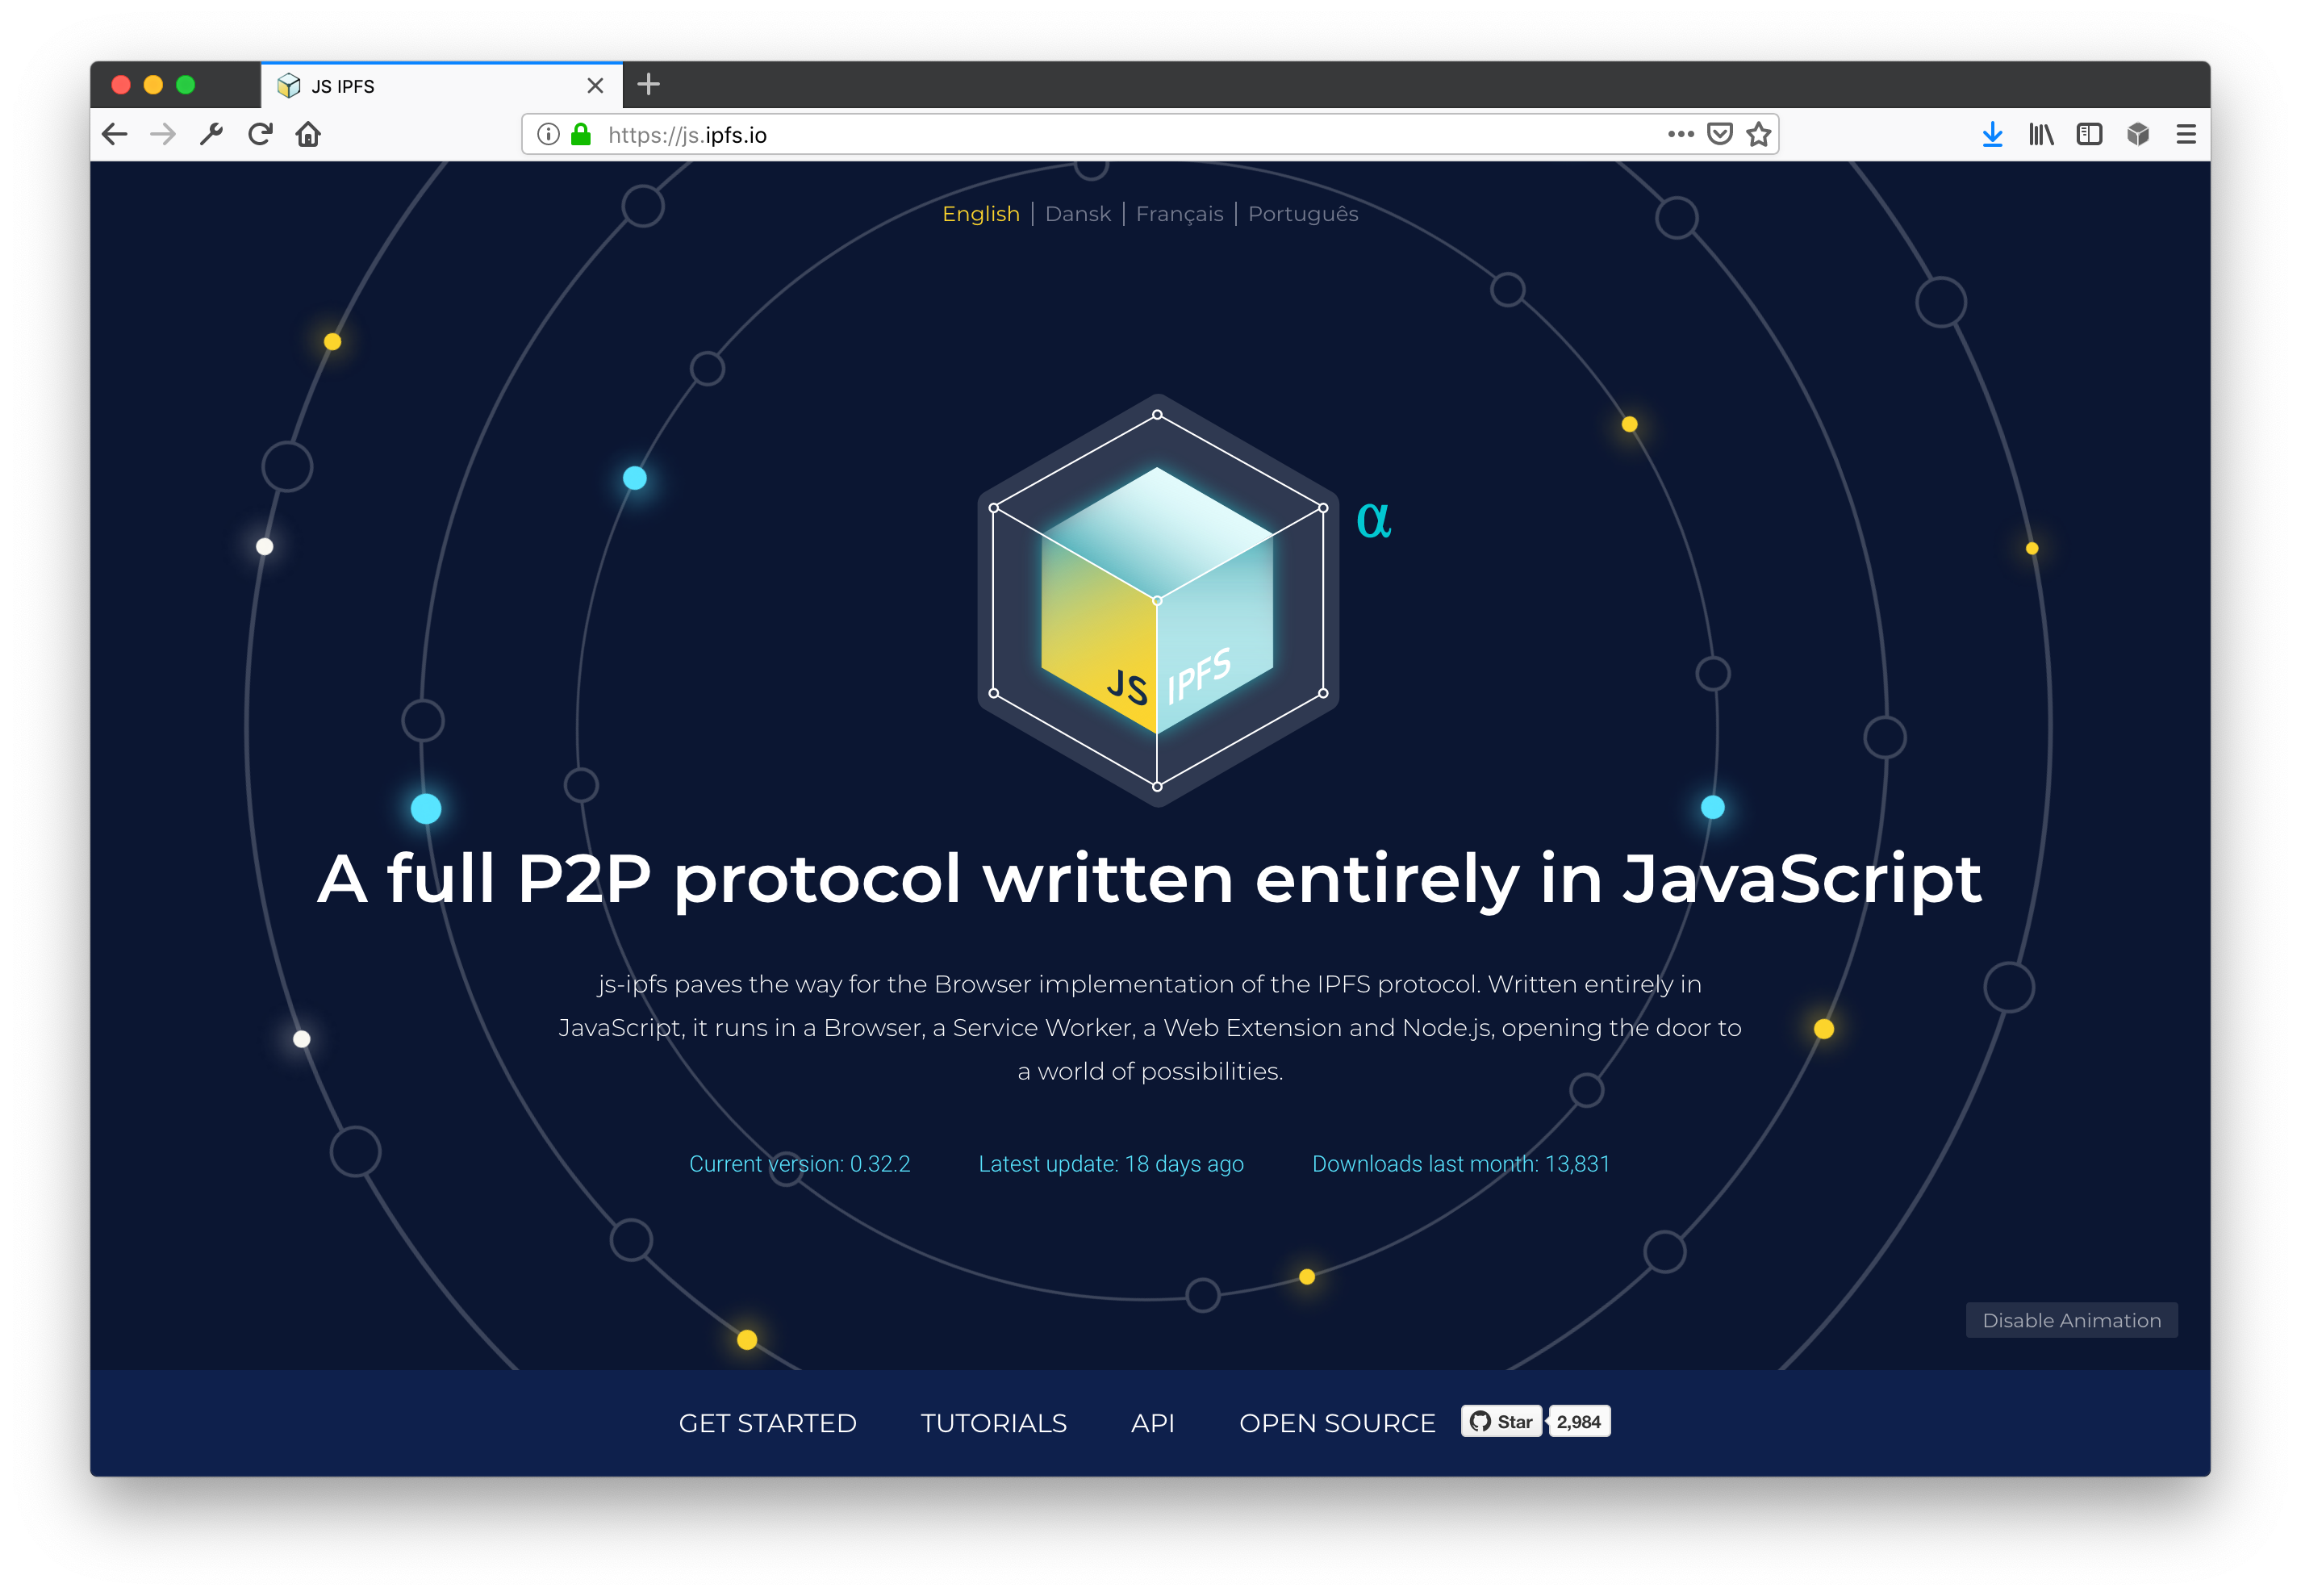 JS IPFS
https://js.ipfs.io
English | Dansk | Français | Português
α
JS IPFS
A full P2P protocol written entirely in JavaScript
js-ipfs paves the way for the Browser implementation of the IPFS protocol. Written entirely in
JavaScript, it runs in a Browser, a Service Worker, a Web Extension and Node.js, opening the door to
a world of possibilities.
Current version: 0.32.2 Latest update: 18 days ago Downloads last month: 13,831
Disable Animation
GET STARTED TUTORIALS API OPEN SOURCE Star 2,984